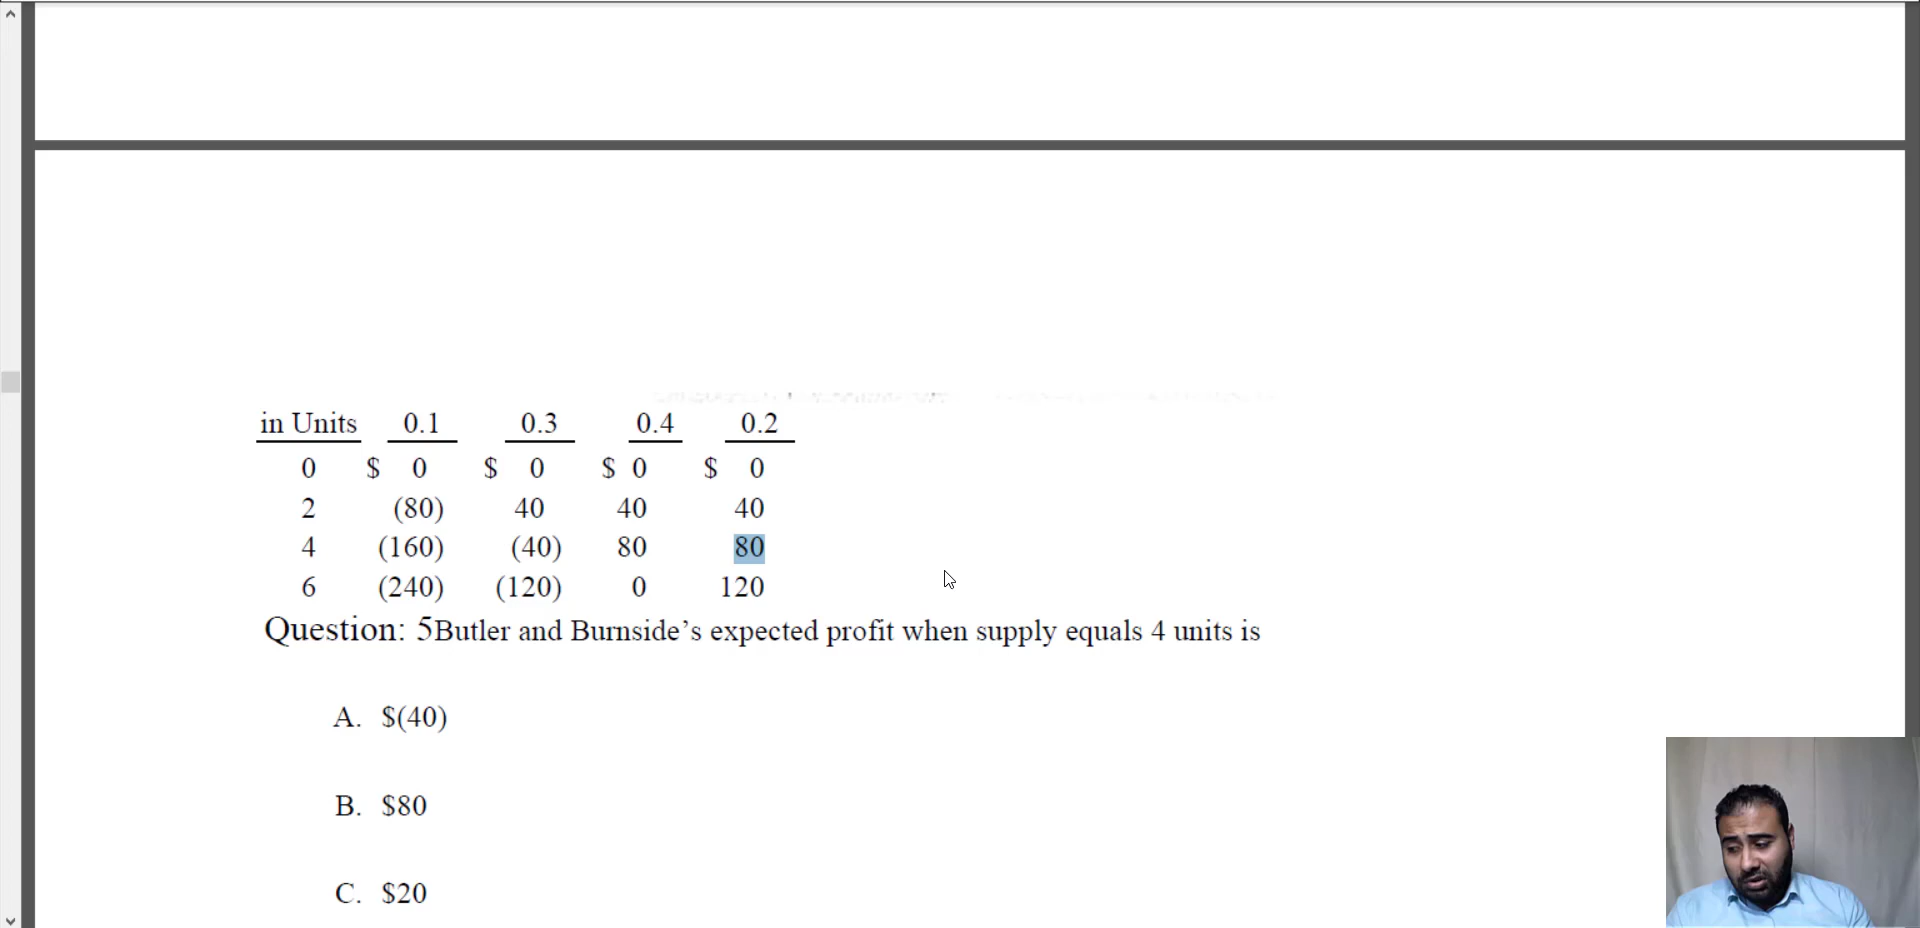 in Units 0.1 0.3 0.4 0.2
0 $ 0 $ 0 $ 0 $ 0
2 (80) 40 40 40
4 (160) (40) 80 80
6 (240) (120) 0 120
Question: 5Butler and Burnside’s expected profit when supply equals 4 units is
A. $(40)
B. $80
C. $20